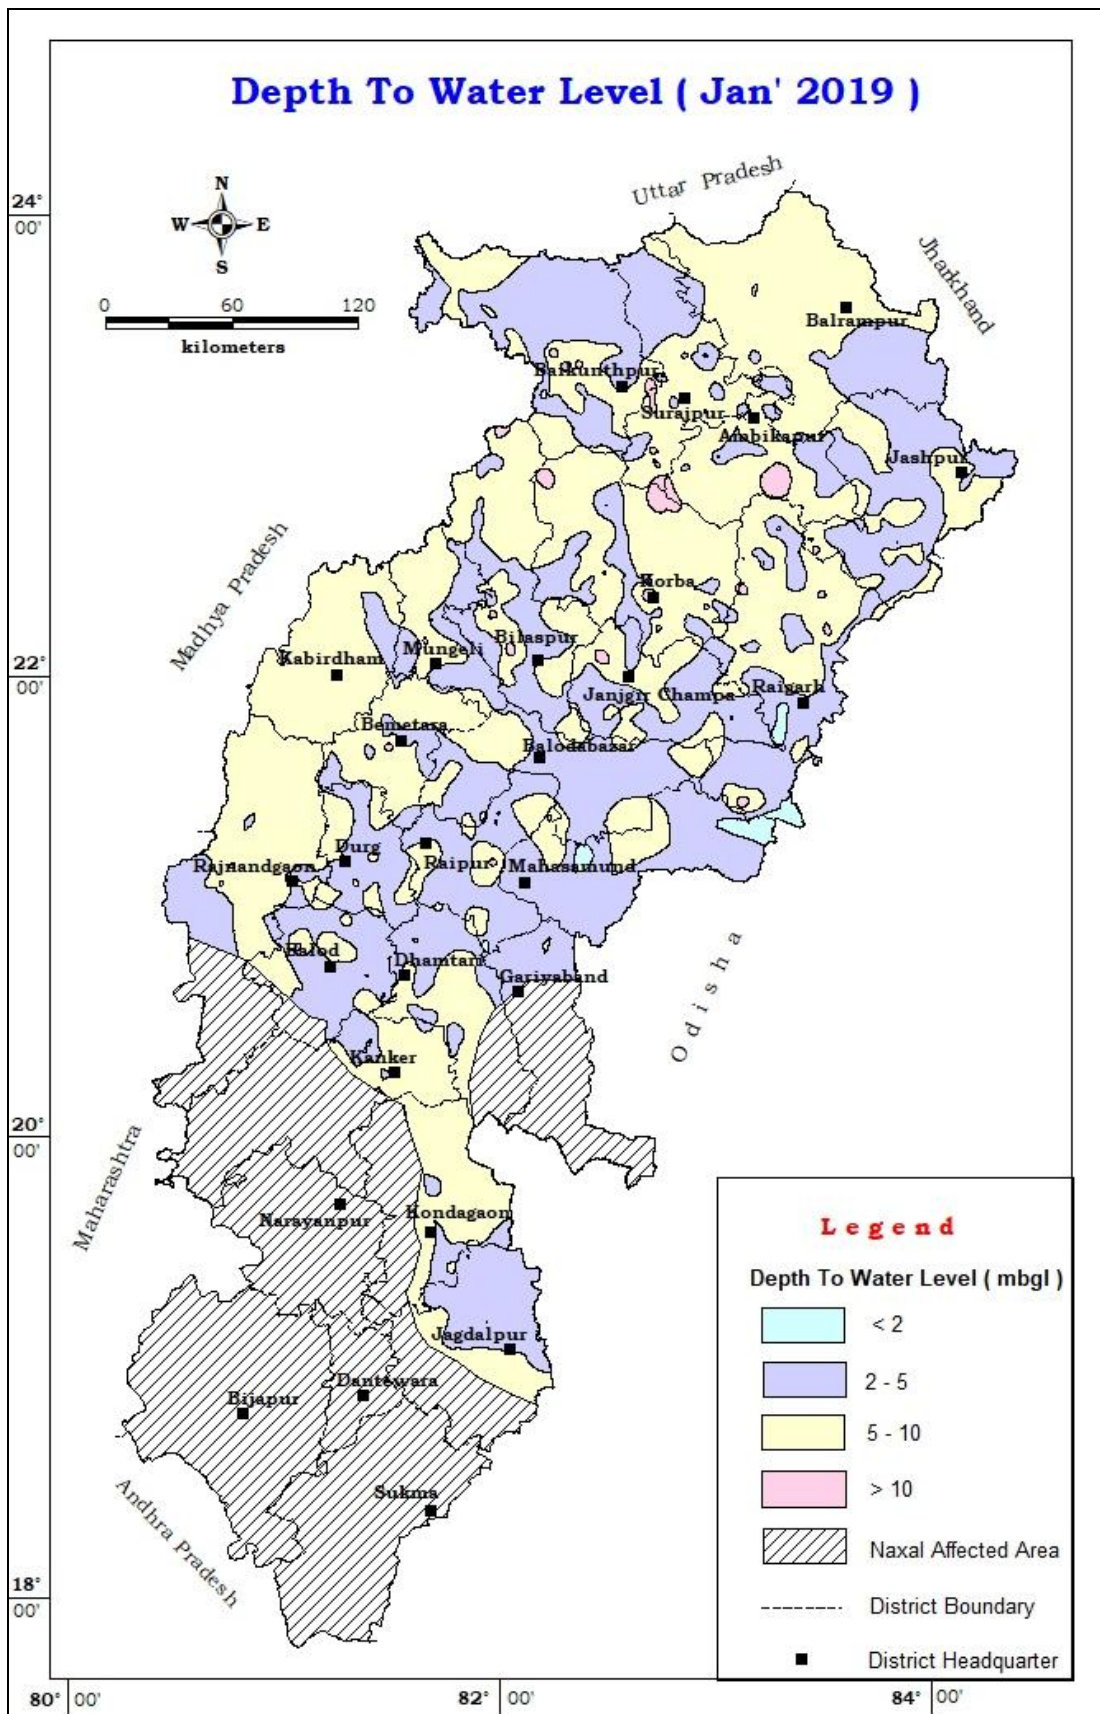 Depth To Water Level ( Jan' 2019 )
Uttar Pradesh
N
W E
S
24°
00'
Jharkhand
0 60 120
kilometers
Balrampur
Baikunthpur
Surajpur
Ambikapur
Jashpur
Madhya Pradesh
Korba
Bilaspur
Mungeli
Kabirdham
22°
00'
Janjgir Champa
Raigarh
Bemetara
Balodabazar
Durg
Raipur
Rajnandgaon
Mahasamund
Balod
Dhamtari
Gariyaband
Odisha
Kanker
20°
00'
Maharashtra
Narayanpur
Kondagaon
Jagdalpur
Dantewara
Bijapur
Sukma
Andhra Pradesh
18°
00'
Legend
Depth To Water Level ( mbgl )
< 2
2 - 5
5 - 10
> 10
Naxal Affected Area
District Boundary
District Headquarter
80° 00' 82° 00' 84° 00'